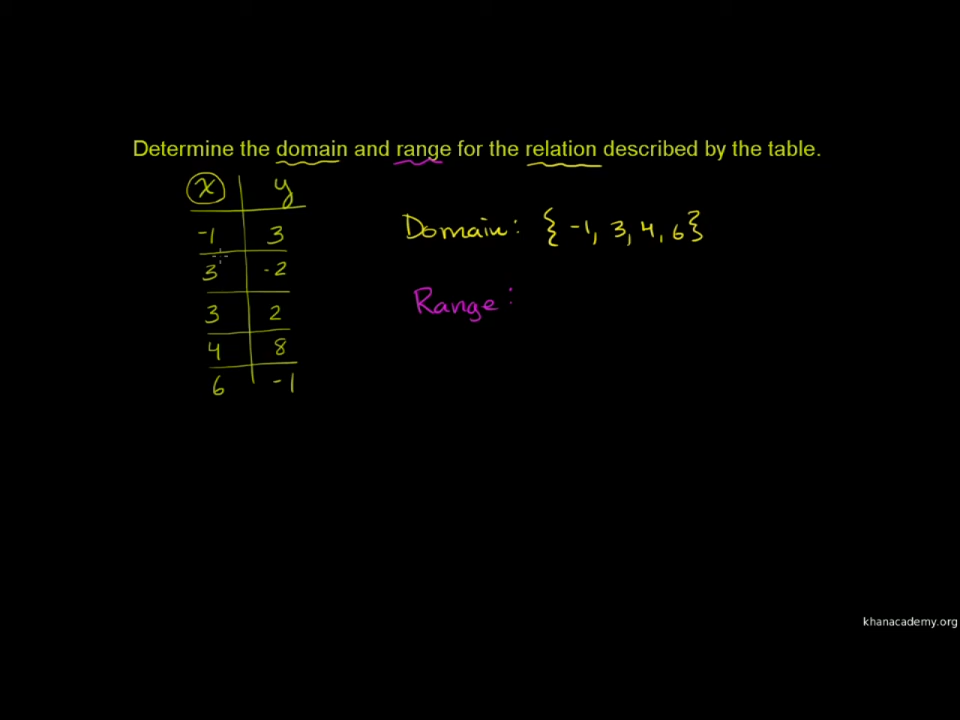 Determine the domain and range for the relation described by the table.
x y
-1 3
3 -2
3 2
4 8
6 -1
Domain: { -1, 3, 4, 6}
Range:
khanacademy.org